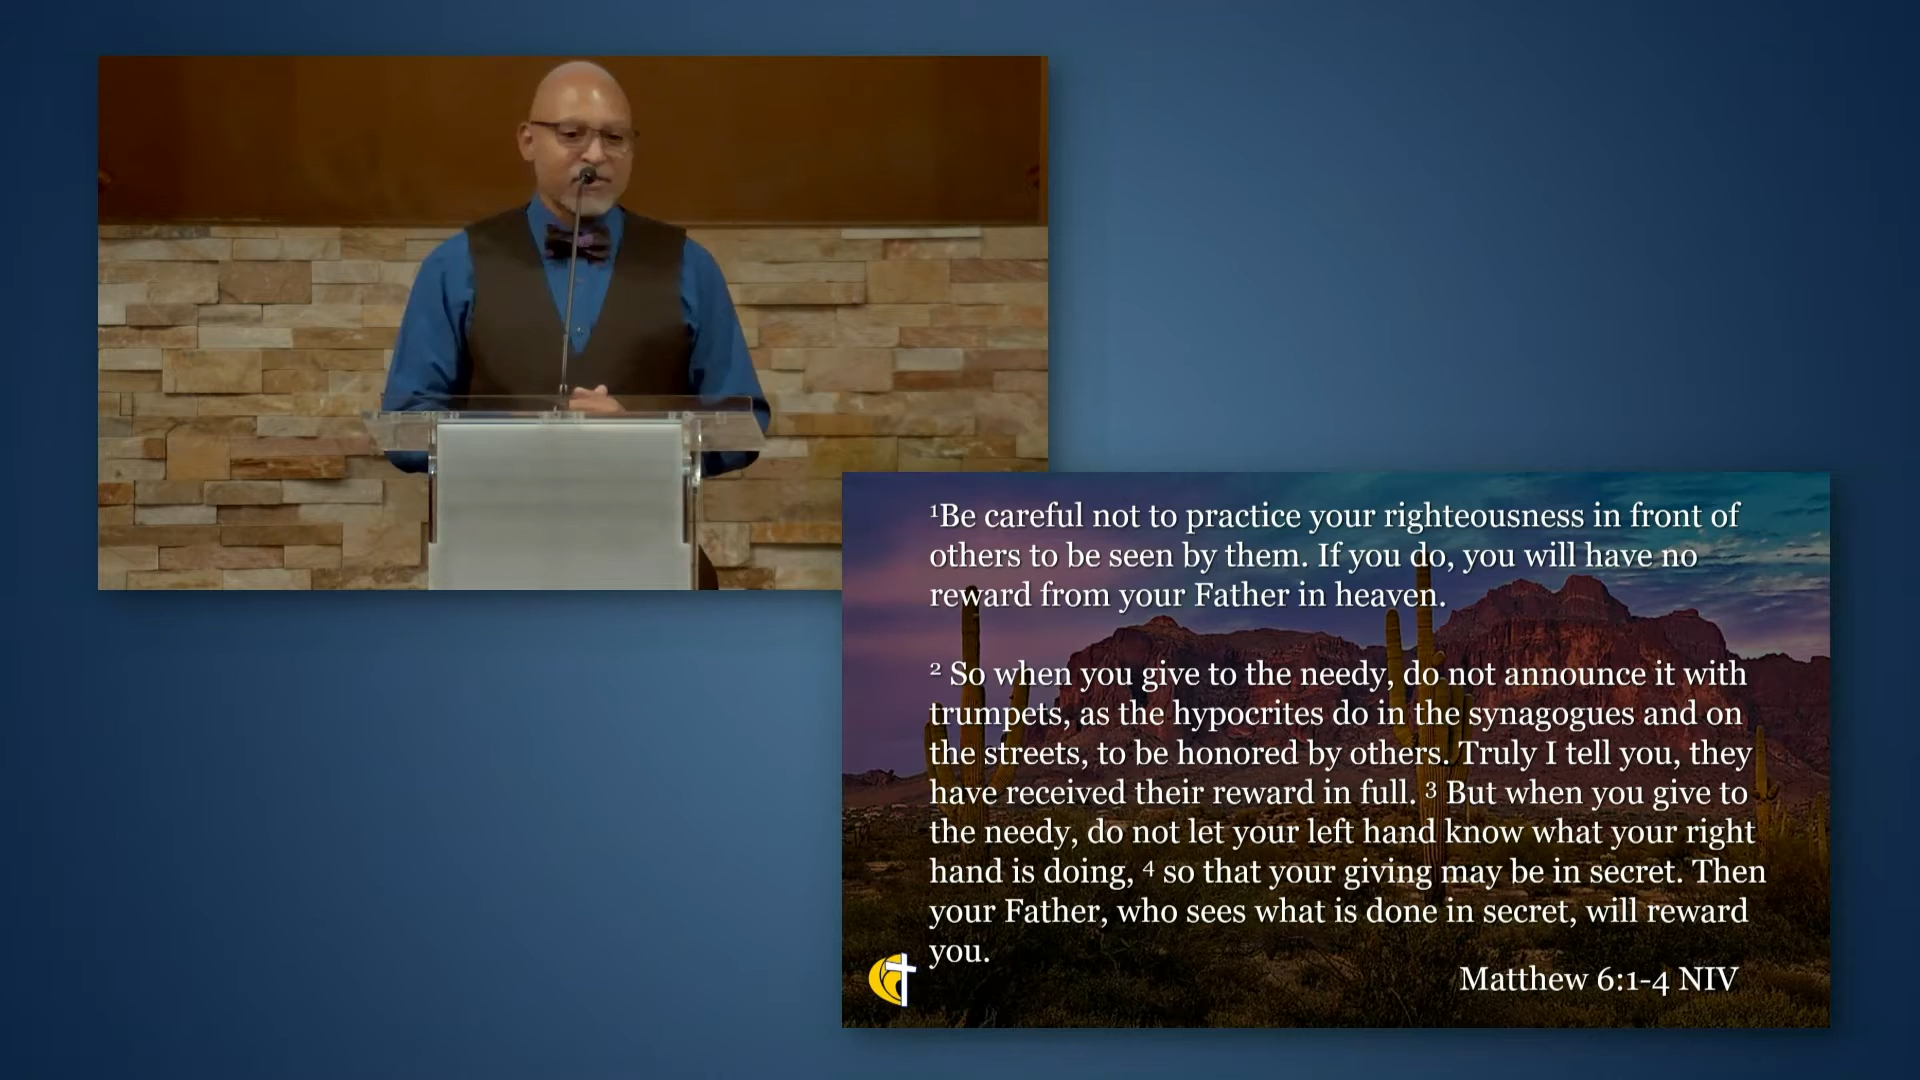 ¹Be careful not to practice your righteousness in front of
others to be seen by them. If you do, you will have no
reward from your Father in heaven.
² So when you give to the needy, do not announce it with
trumpets, as the hypocrites do in the synagogues and on
the streets, to be honored by others. Truly I tell you, they
have received their reward in full. ³ But when you give to
the needy, do not let your left hand know what your right
hand is doing, ⁴ so that your giving may be in secret. Then
your Father, who sees what is done in secret, will reward
you.
Matthew 6:1-4 NIV